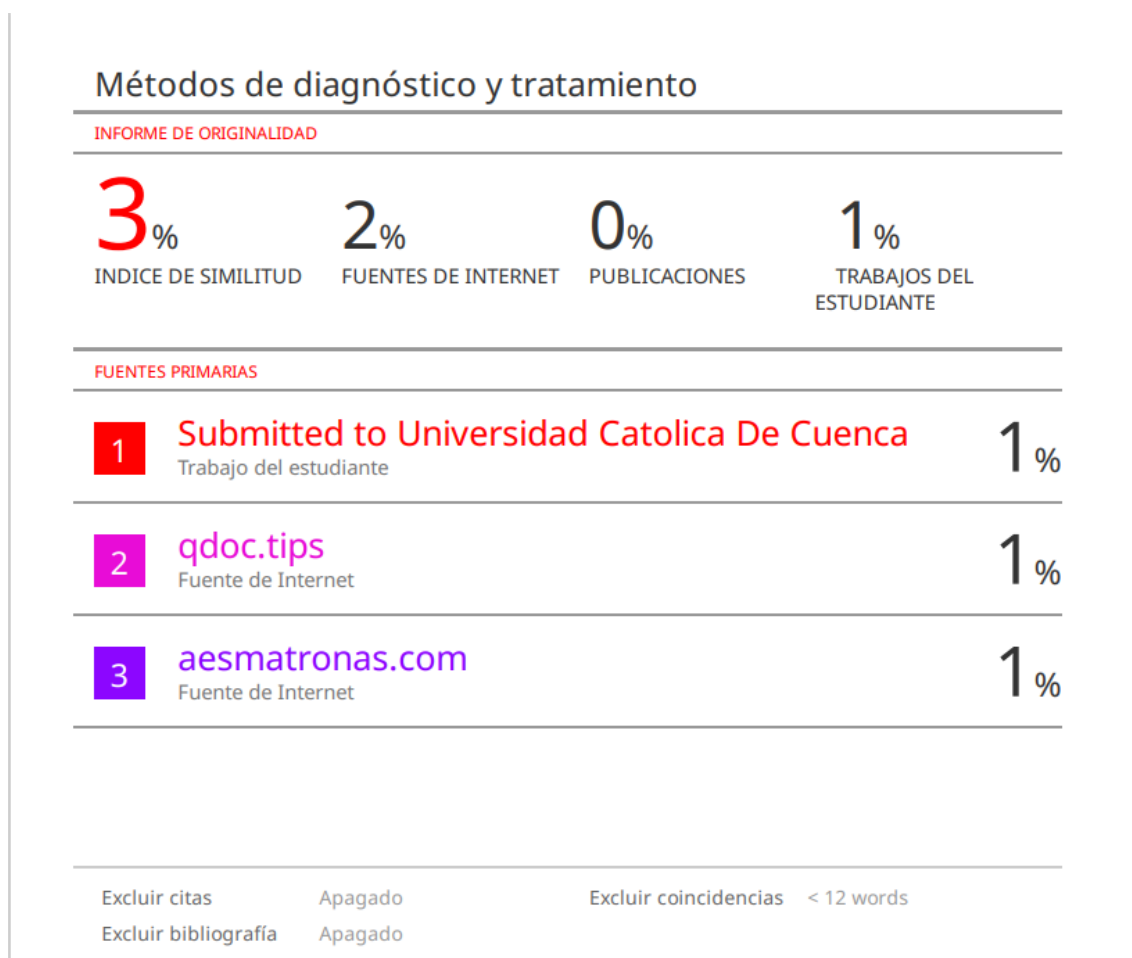 Métodos de diagnóstico y tratamiento
INFORME DE ORIGINALIDAD
3% 2% 0% 1%
INDICE DE SIMILITUD FUENTES DE INTERNET PUBLICACIONES TRABAJOS DEL
ESTUDIANTE
FUENTES PRIMARIAS
1 Submitted to Universidad Catolica De Cuenca 1%
Trabajo del estudiante
2 qdoc.tips 1%
Fuente de Internet
3 aesmatronas.com 1%
Fuente de Internet
Excluir citas Apagado Excluir coincidencias < 12 words
Excluir bibliografía Apagado